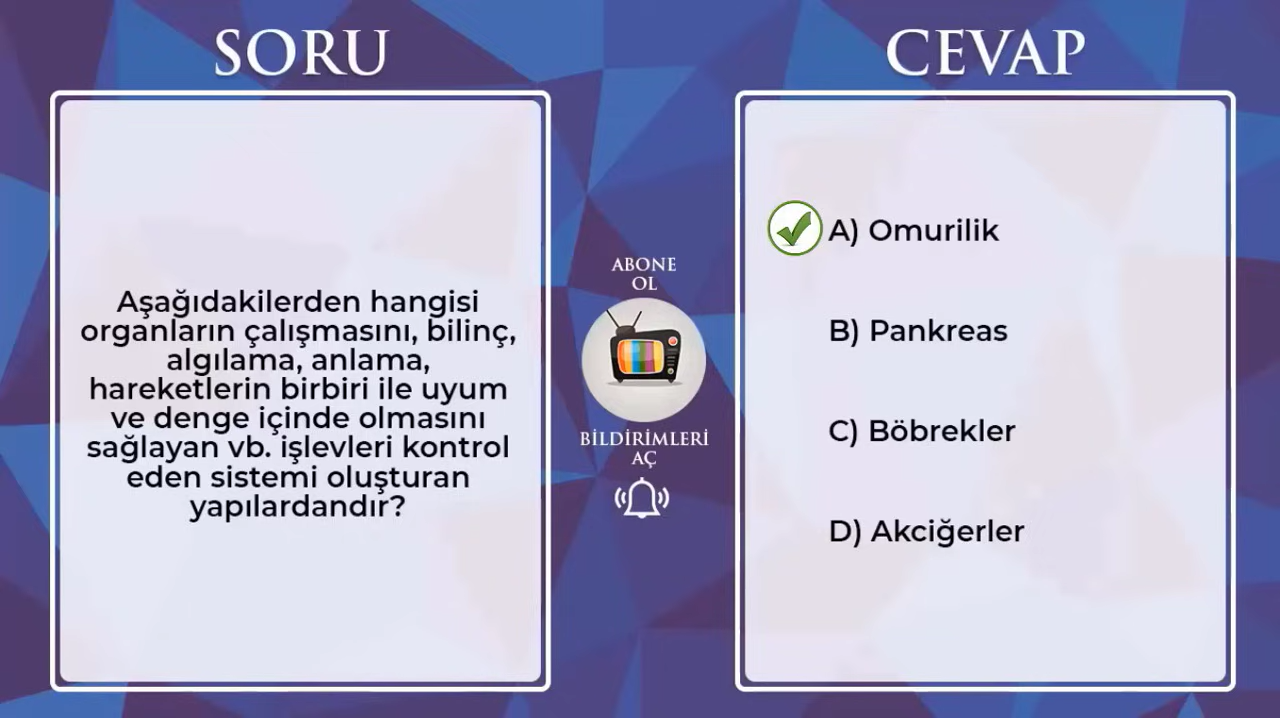 SORU
Aşağıdakilerden hangisi
organların çalışmasını, bilinç,
algılama, anlama,
hareketlerin birbiri ile uyum
ve denge içinde olmasını
sağlayan vb. işlevleri kontrol
eden sistemi oluşturan
yapılardandır?
ABONE
OL
BİLDİRİMLERİ
AÇ
CEVAP
A) Omurilik
B) Pankreas
C) Böbrekler
D) Akciğerler